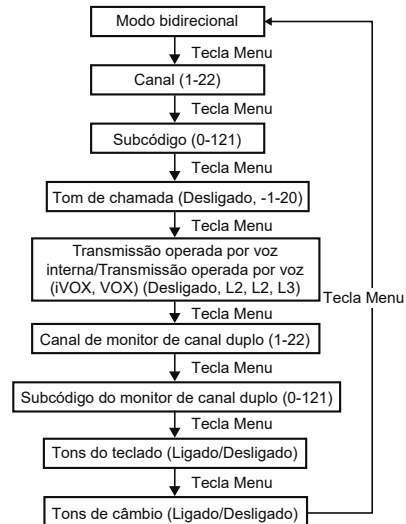 Modo bidirecional
Tecla Menu
Canal (1-22)
Tecla Menu
Subcódigo (0-121)
Tecla Menu
Tom de chamada (Desligado, -1-20)
Tecla Menu
Transmissão operada por voz
interna/Transmissão operada por voz
(iVOX, VOX) (Desligado, L2, L2, L3)
Tecla Menu
Tecla Menu
Canal de monitor de canal duplo (1-22)
Tecla Menu
Subcódigo do monitor de canal duplo (0-121)
Tecla Menu
Tons do teclado (Ligado/Desligado)
Tecla Menu
Tons de câmbio (Ligado/Desligado)